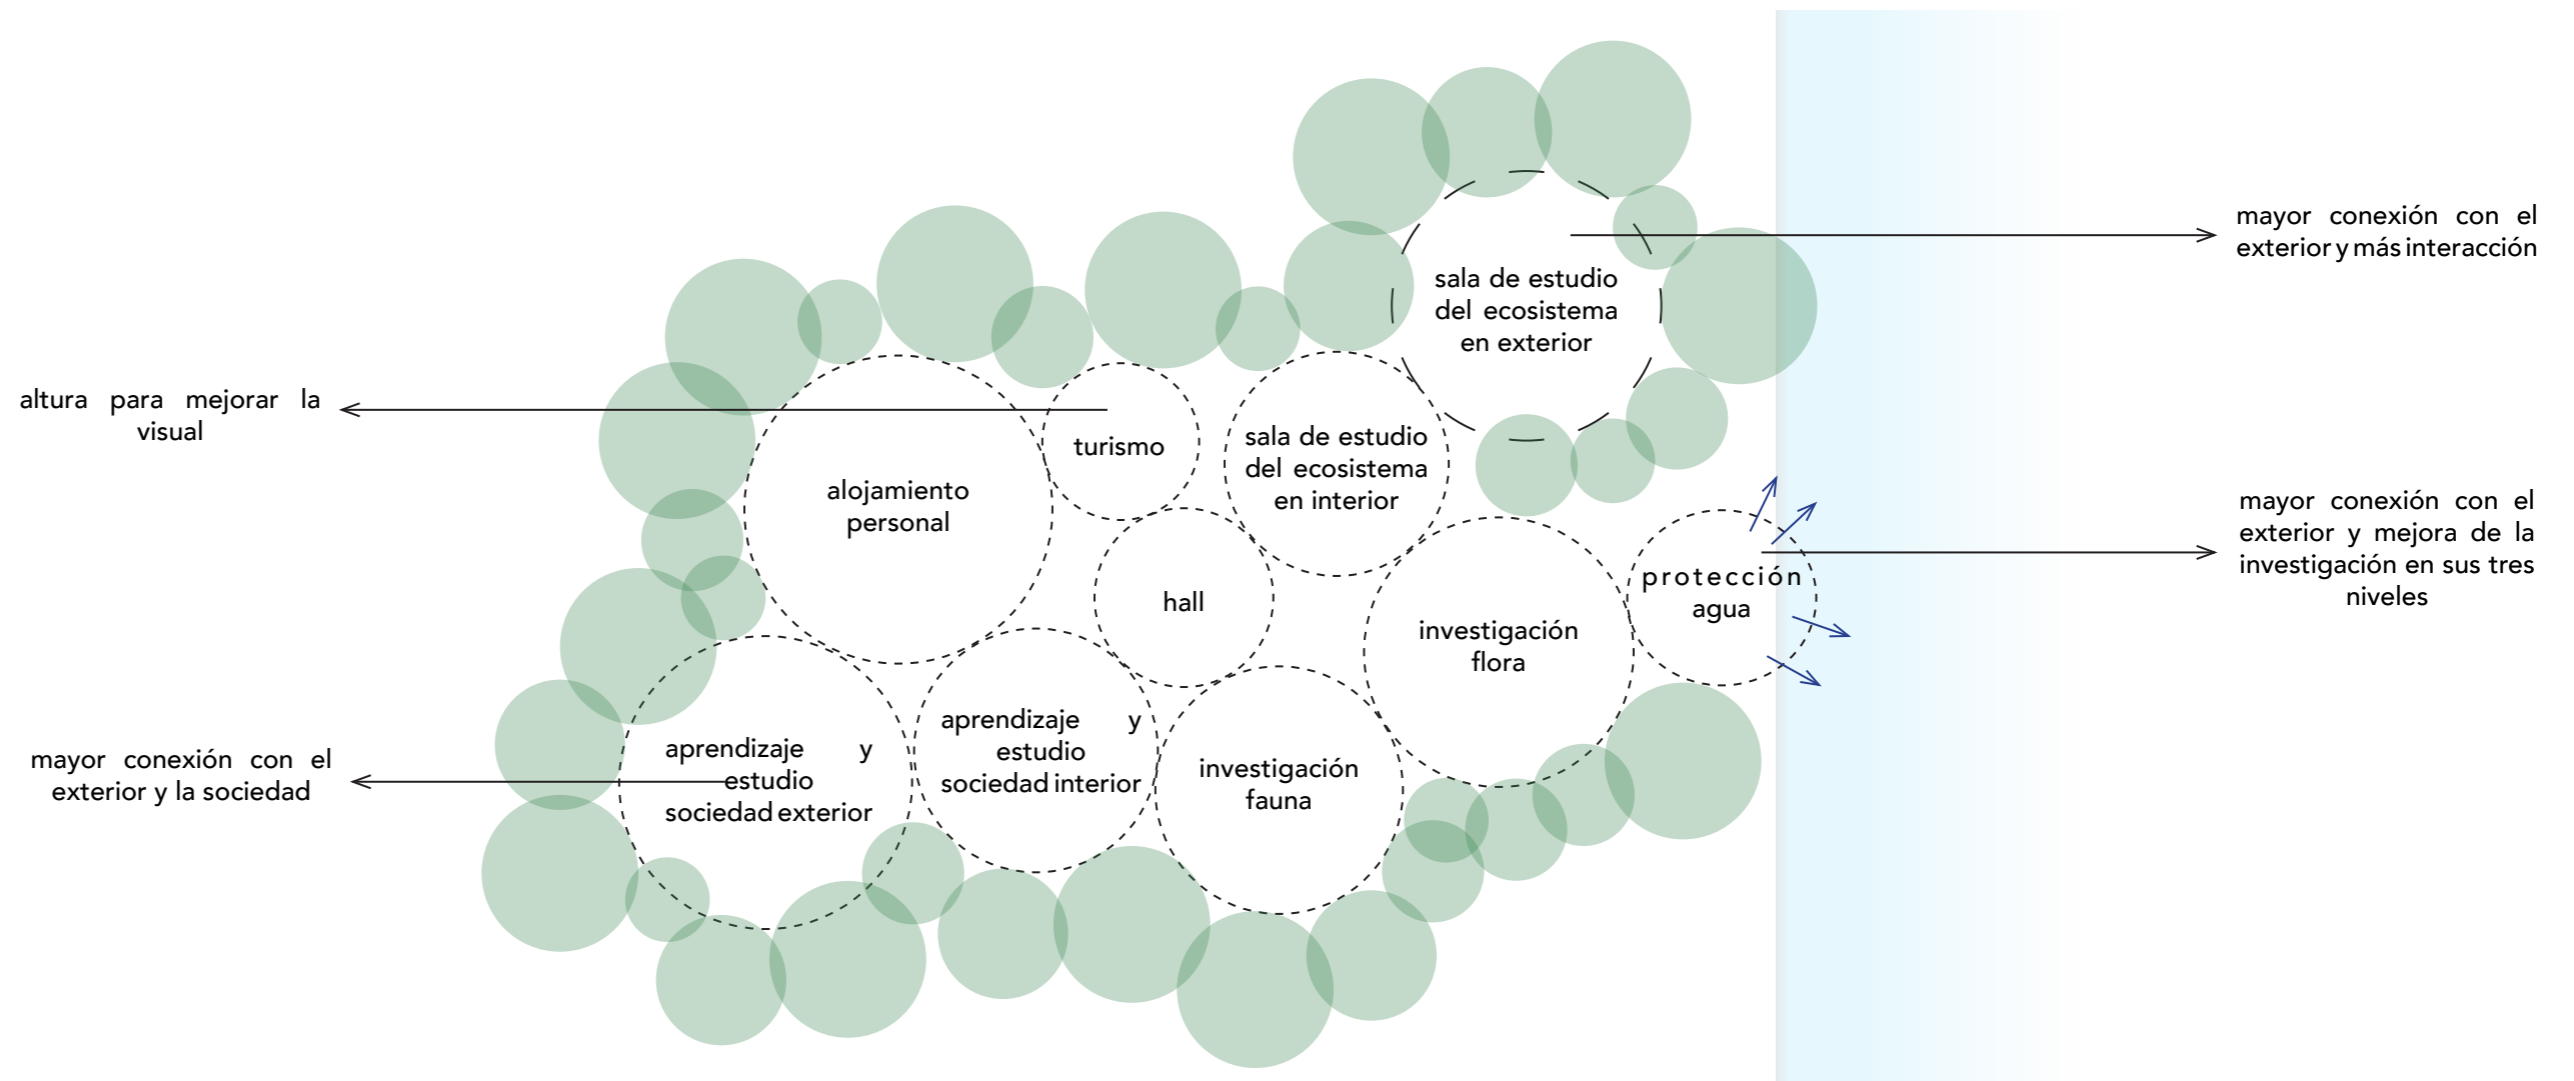 mayor conexión con el
exterior y más interacción
sala de estudio
del ecosistema
en exterior
altura para mejorar la
visual
turismo
sala de estudio
del ecosistema
en interior
alojamiento
personal
mayor conexión con el
exterior y mejora de la
investigación en sus tres
niveles
protección
agua
hall
investigación
flora
aprendizaje y
estudio
sociedad interior
mayor conexión con el
exterior y la sociedad
aprendizaje y
estudio
sociedad exterior
investigación
fauna